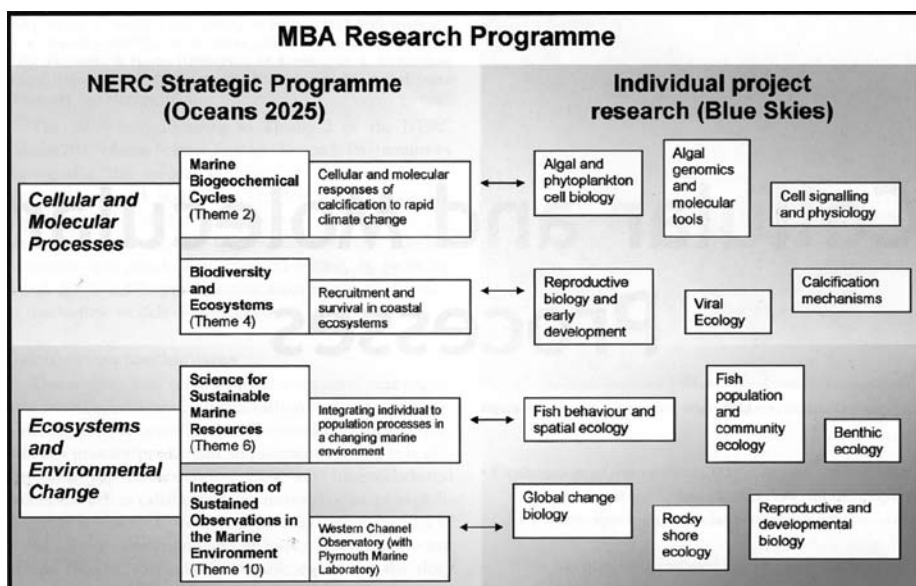 MBA Research Programme
NERC Strategic Programme
(Oceans 2025)
Individual project
research (Blue Skies)
Cellular and
Molecular
Processes
Marine
Biogeochemical
Cycles
(Theme 2)
Cellular and molecular
responses of
calcification to rapid
climate change
Algal and
phytoplankton
cell biology
Algal
genomics
and
molecular
tools
Cell signalling
and physiology
Biodiversity
and
Ecosystems
(Theme 4)
Recruitment and
survival in coastal
ecosystems
Reproductive
biology and
early
development
Viral
Ecology
Calcification
mechanisms
Ecosystems
and
Environmental
Change
Science for
Sustainable
Marine
Resources
(Theme 6)
Integrating individual to
population processes in
a changing marine
environment
Fish behaviour and
spatial ecology
Fish
population
and
community
ecology
Benthic
ecology
Integration of
Sustained
Observations in
the Marine
Environment
(Theme 10)
Western Channel
Observatory (with
Plymouth Marine
Laboratory)
Global change
biology
Rocky
shore
ecology
Reproductive and
developmental biology